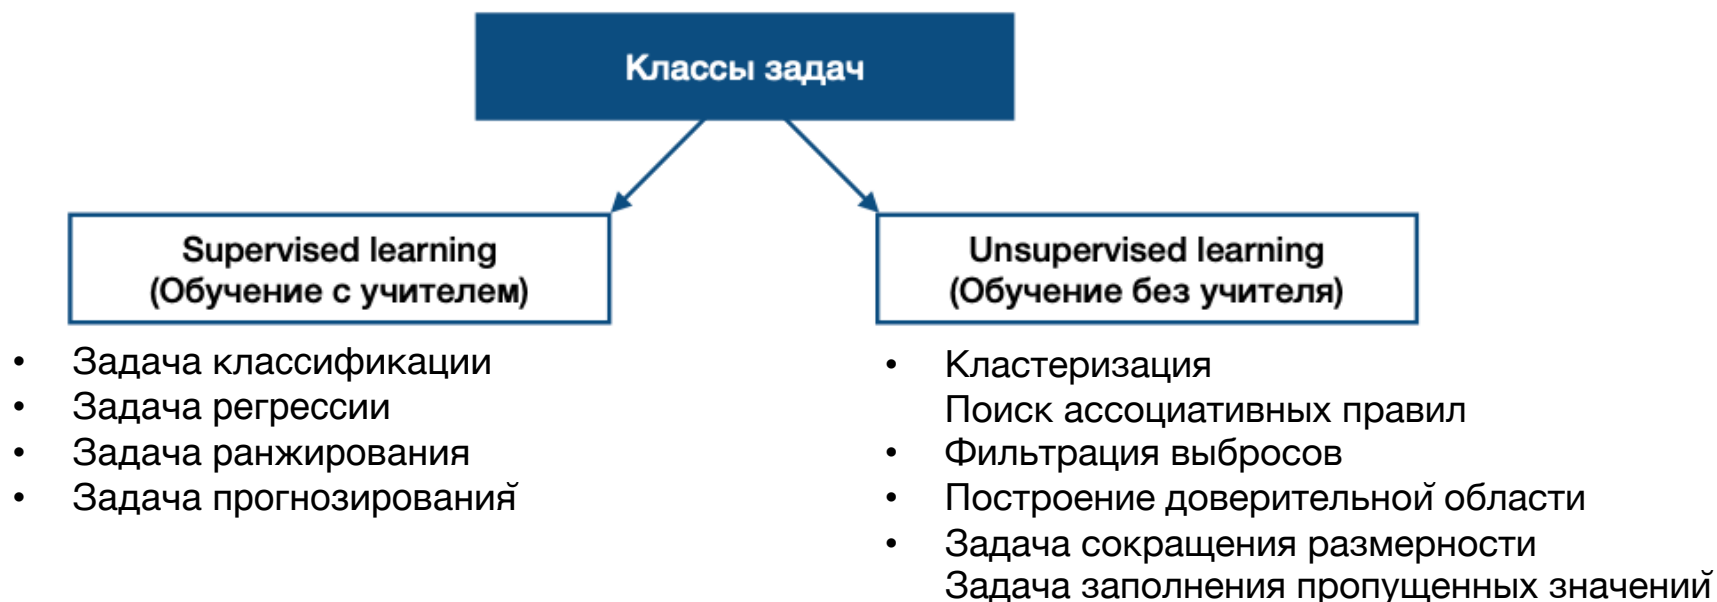 Классы задач
Supervised learning
(Обучение с учителем)
• Задача классификации
• Задача регрессии
• Задача ранжирования
• Задача прогнозирования̆
Unsupervised learning
(Обучение без учителя)
• Кластеризация
Поиск ассоциативных правил
• Фильтрация выбросов
• Построение доверительной области
• Задача сокращения размерности
Задача заполнения пропущенных значений